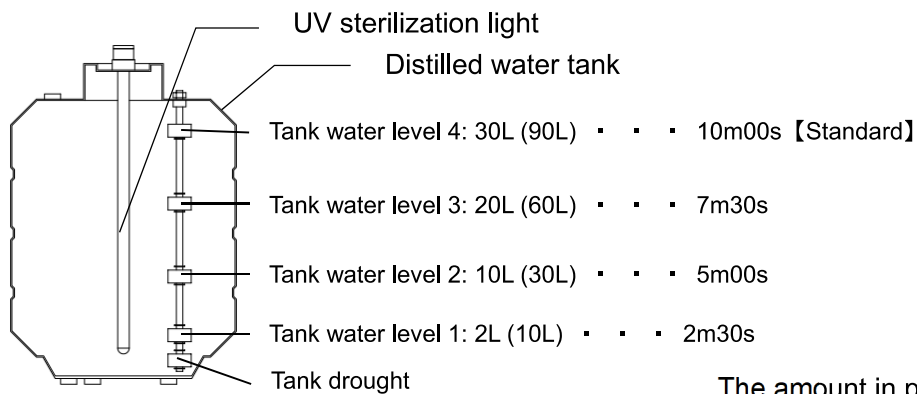 UV sterilization light
Distilled water tank
Tank water level 4: 30L (90L) ・ ・ ・ 10m00s【Standard】
Tank water level 3: 20L (60L) ・ ・ ・ 7m30s
Tank water level 2: 10L (30L) ・ ・ ・ 5m00s
Tank water level 1: 2L (10L) ・ ・ ・ 2m30s
Tank drought
The amount in p